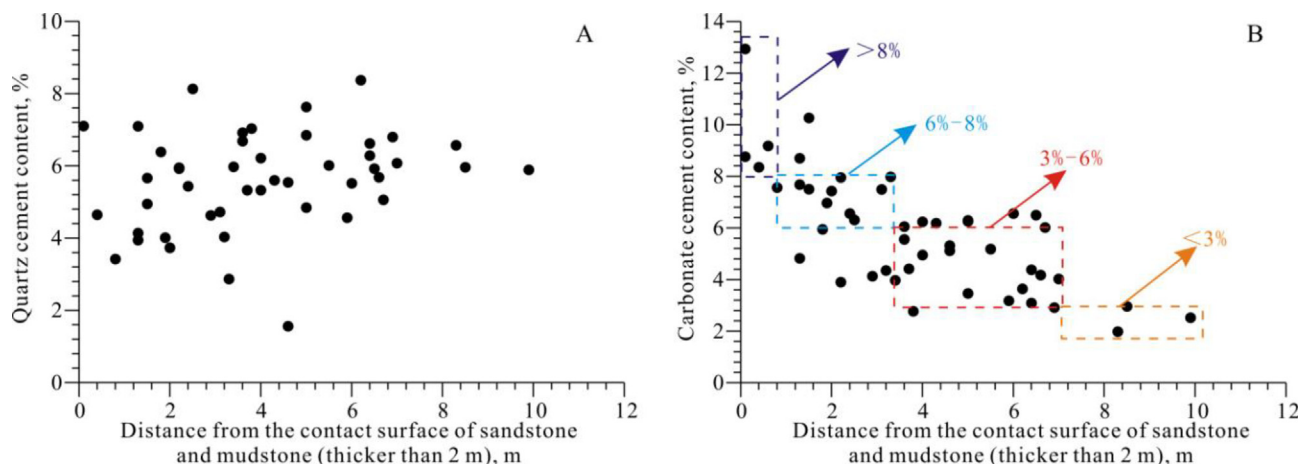 A
Quartz cement content, %
10
8
6
4
2
0
0 2 4 6 8 10 12
Distance from the contact surface of sandstone
and mudstone (thicker than 2 m), m
B
Carbonate cement content, %
14
12
10
8
6
4
2
0
>8%
6%-8%
3%-6%
<3%
0 2 4 6 8 10 12
Distance from the contact surface of sandstone
and mudstone (thicker than 2 m), m